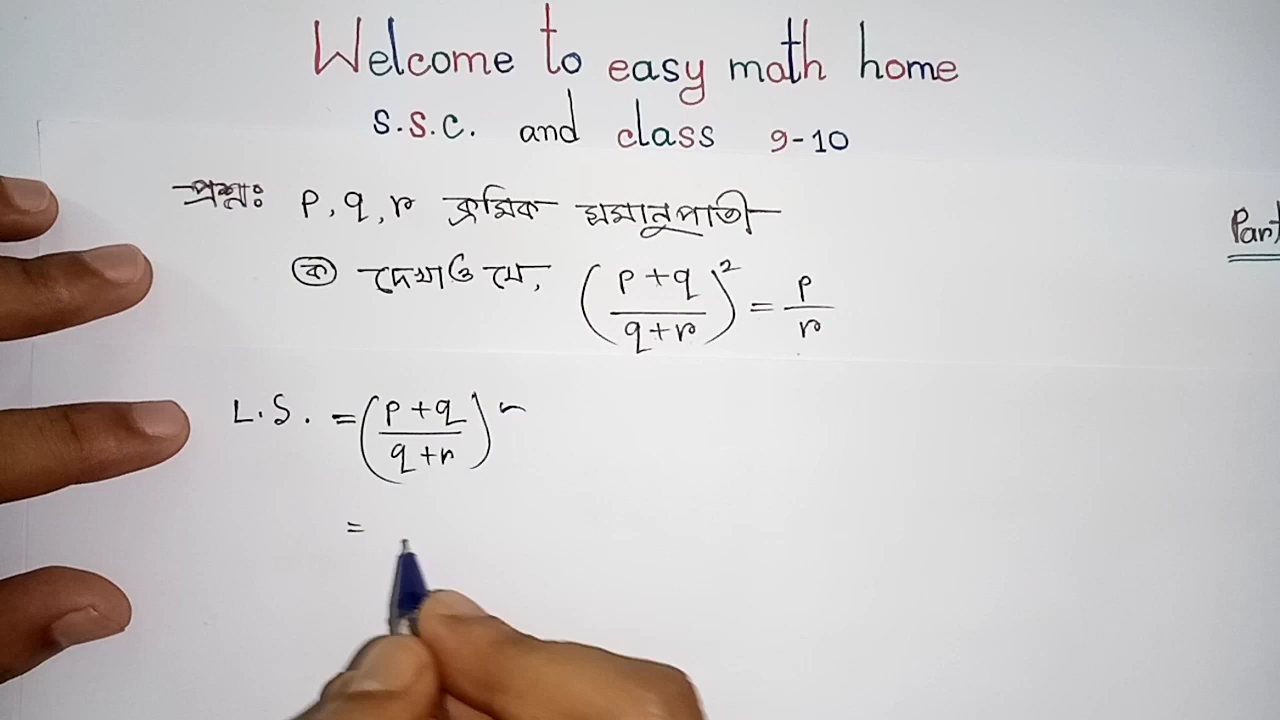 Welcome to easy math home
S.S.C. and class 9-10
প্রশ্নঃ p, q, r ক্রমিক সমানুপাতী
Part
ক দেখাও যে, (p+q / q+r)² = p/r
L.S. = (p+q / q+r)²
=